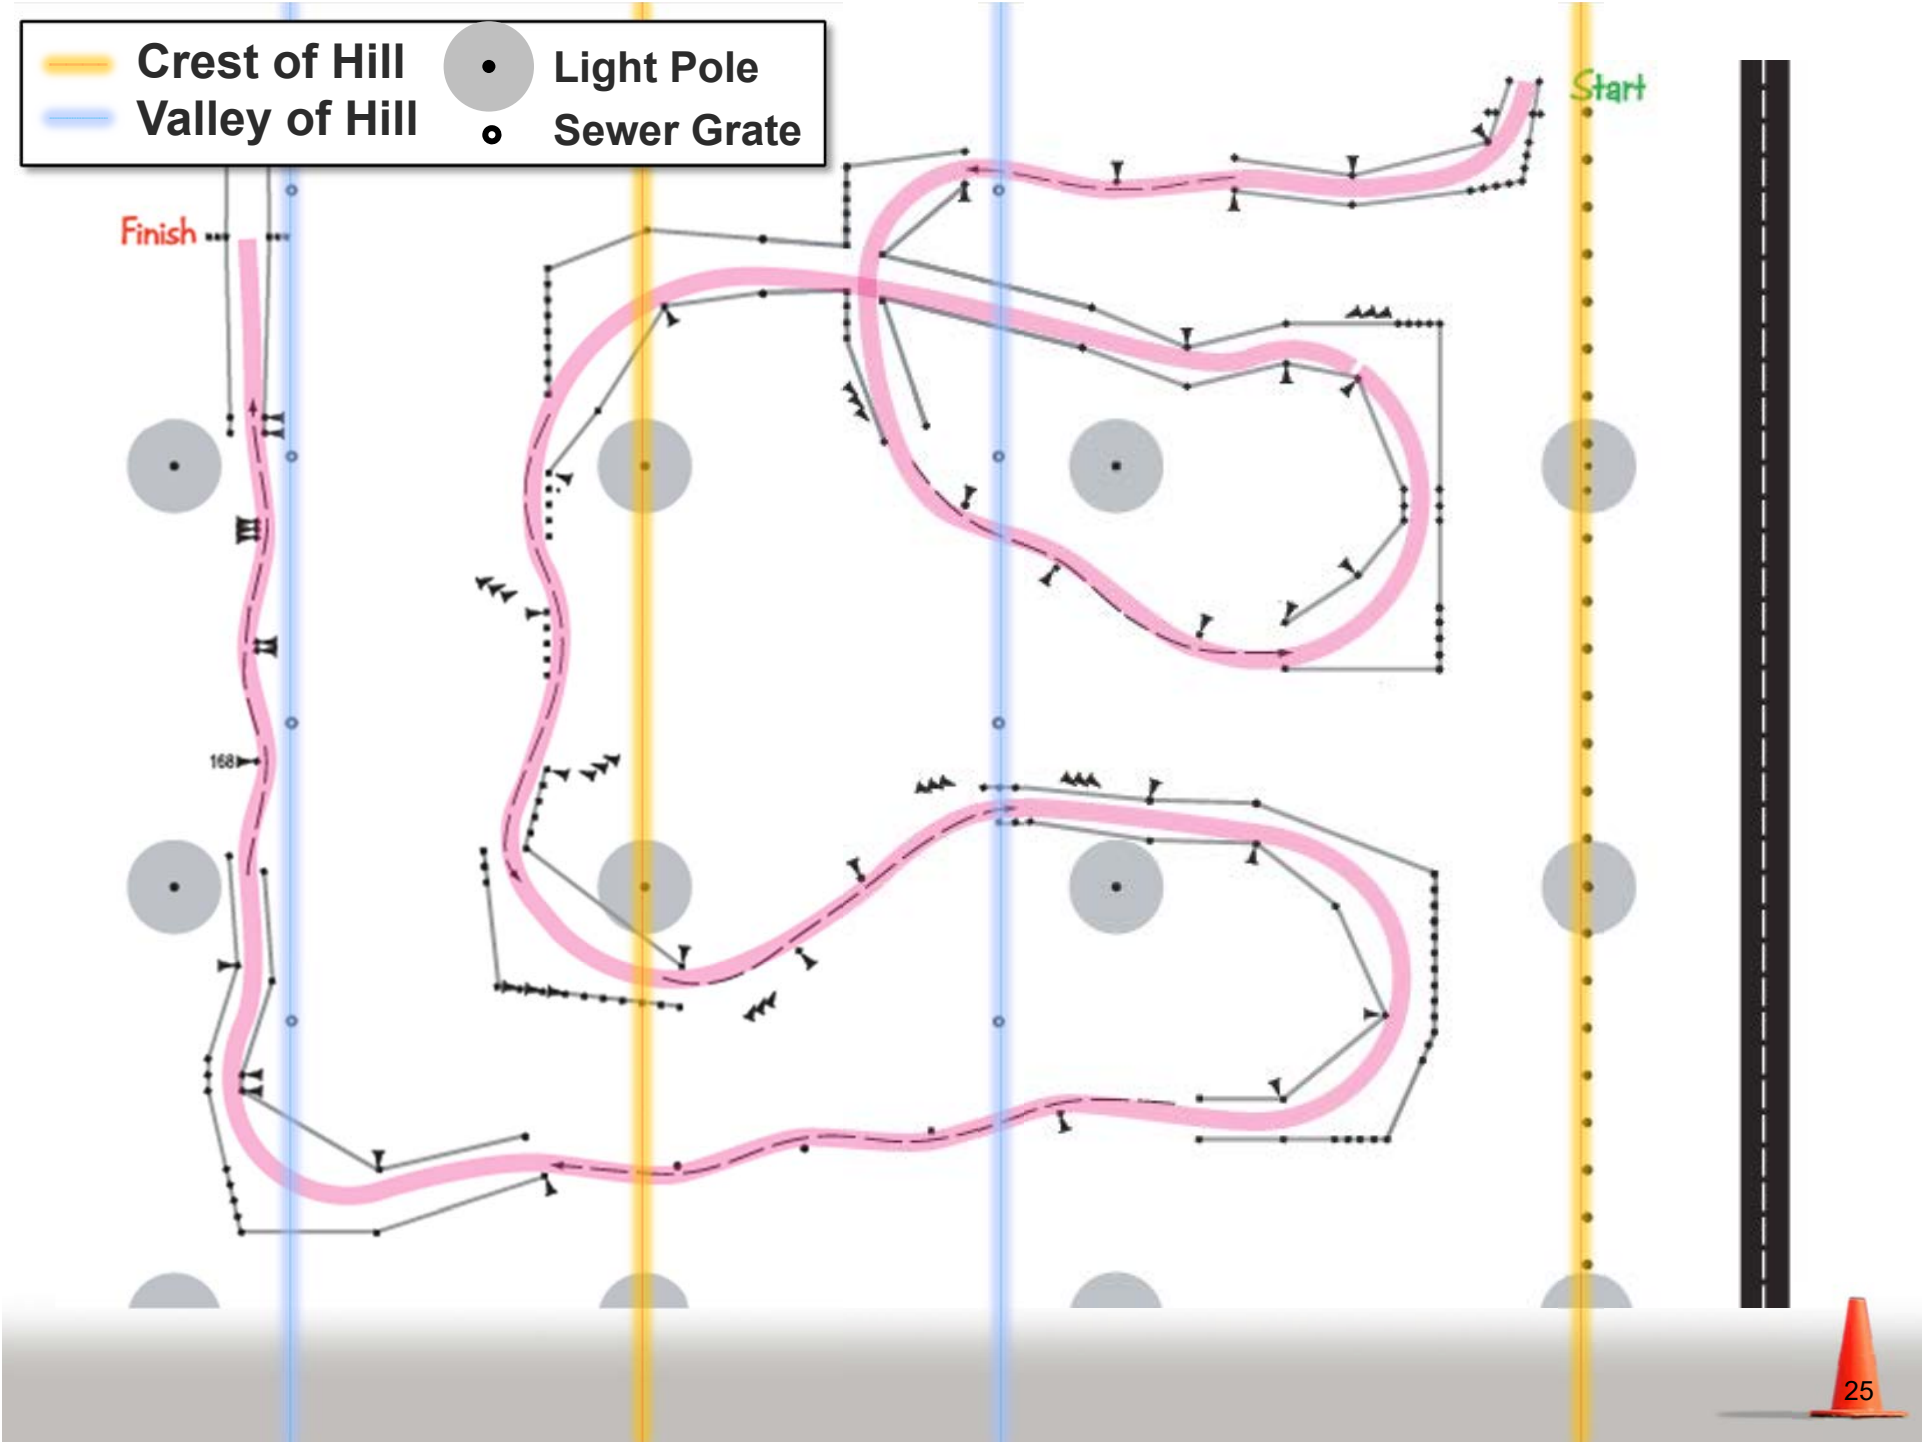 Crest of Hill
Light Pole
Valley of Hill
Sewer Grate
Start
Finish
168
25